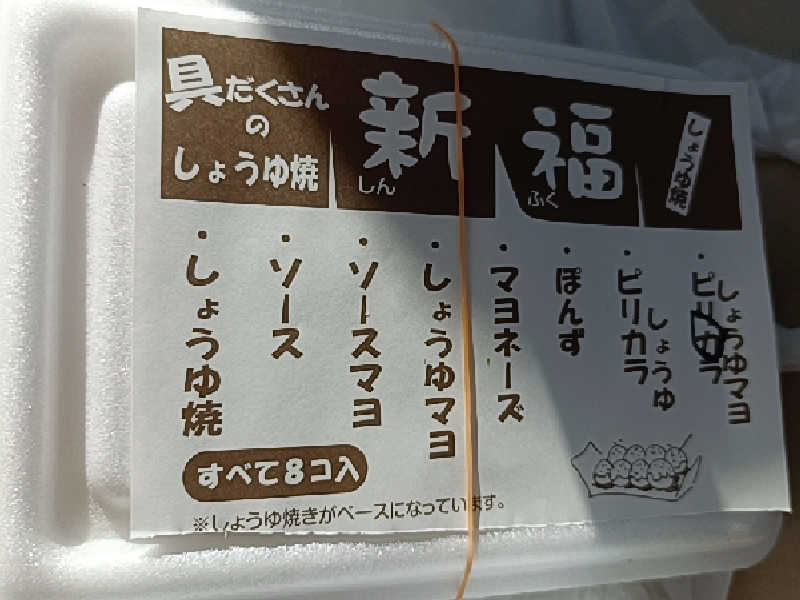 具だくさん
の
しょうゆ焼
新
しん
福
ふく
しょうゆ焼
・しょうゆ焼
・ソース
・ソースマヨ
・しょうゆマヨ
・マヨネーズ
・ぽんず
・ピリカラ
しょうゆ
・ピリカラ
しょうゆマヨ
すべて8コ入
※しょうゆ焼きがベースになっています。